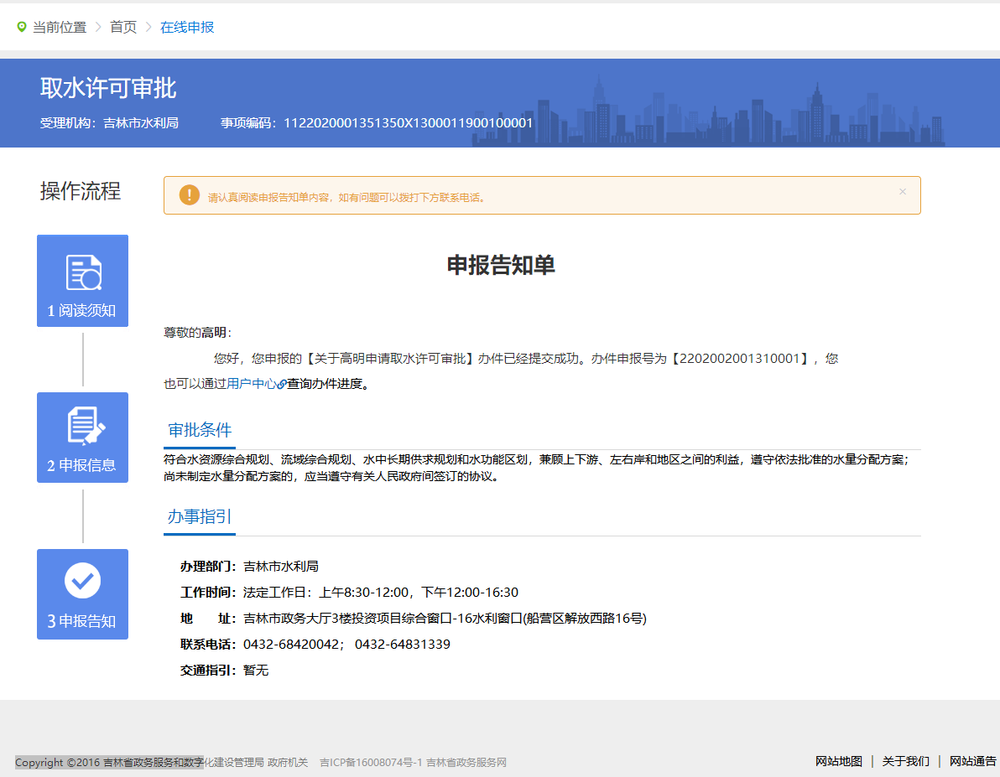 当前位置 > 首页 > 在线申报
取水许可审批
受理机构：吉林市水利局 事项编码：1122020001351350X1300011900100001
操作流程
1 阅读须知
2 申报信息
3 申报告知
请认真阅读申报告知单内容，如有问题可以拨打下方联系电话。 ×
申报告知单
尊敬的高明：
您好，您申报的【关于高明申请取水许可审批】办件已经提交成功。办件申报号为【2202002001310001】，您
也可以通过用户中心查询办件进度。
审批条件
符合水资源综合规划、流域综合规划、水中长期供求规划和水功能区划，兼顾上下游、左右岸和地区之间的利益，遵守依法批准的水量分配方案；
尚未制定水量分配方案的，应当遵守有关人民政府间签订的协议。
办事指引
办理部门：吉林市水利局
工作时间：法定工作日：上午8:30-12:00，下午12:00-16:30
地 址：吉林市政务大厅3楼投资项目综合窗口-16水利窗口(船营区解放西路16号)
联系电话：0432-68420042； 0432-64831339
交通指引：暂无
Copyright ©2016 吉林省政务服务和数字化建设管理局 政府机关 吉ICP备16008074号-1 吉林省政务服务网
网站地图 | 关于我们 | 网站通告